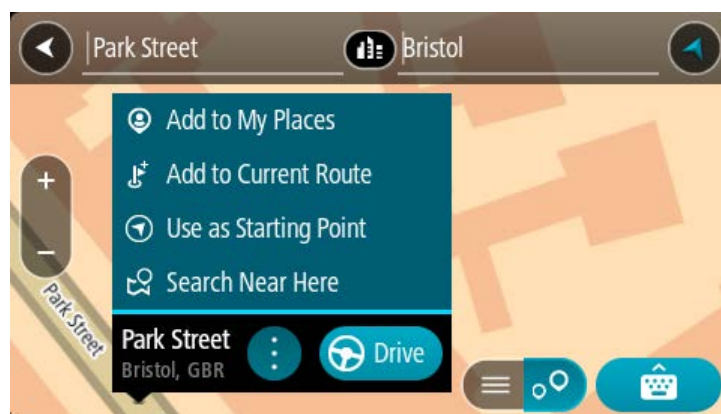 Park Street
Bristol
Add to My Places
Add to Current Route
Use as Starting Point
Search Near Here
Park Street
Park Street
Bristol, GBR
Drive